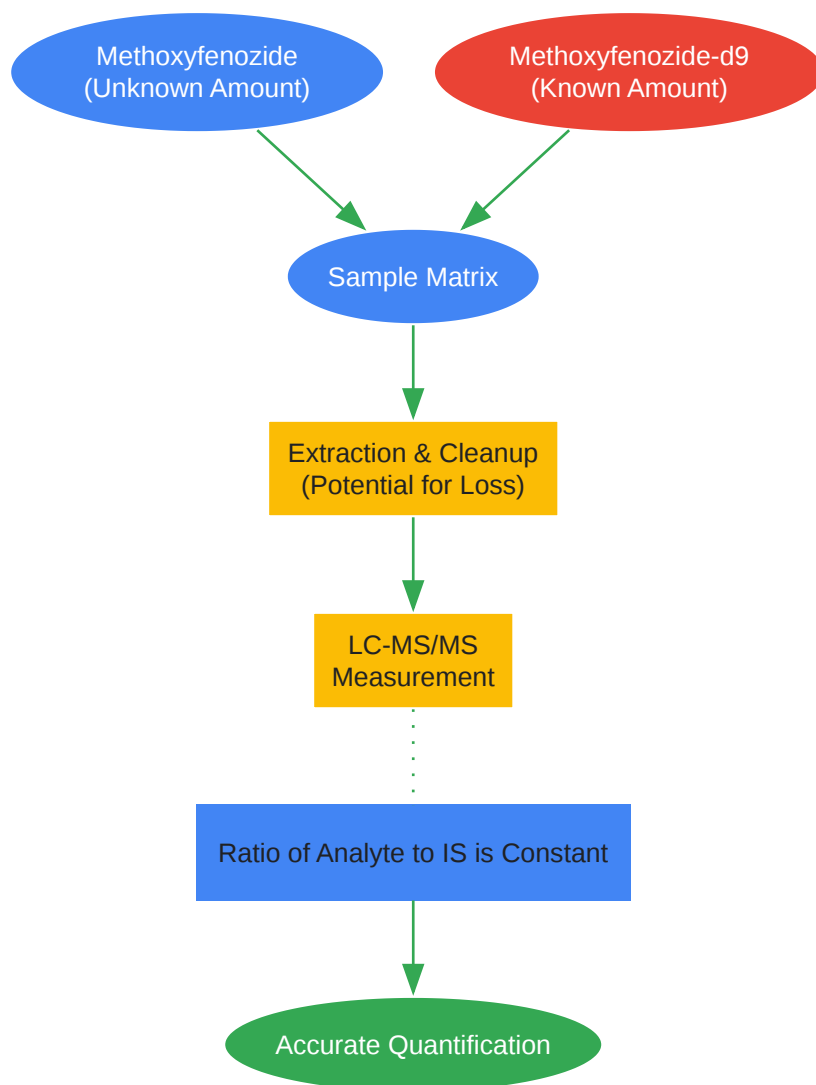 Methoxyfenozide
(Unknown Amount)
Methoxyfenozide-d9
(Known Amount)
Sample Matrix
Extraction & Cleanup
(Potential for Loss)
LC-MS/MS
Measurement
Ratio of Analyte to IS is Constant
Accurate Quantification